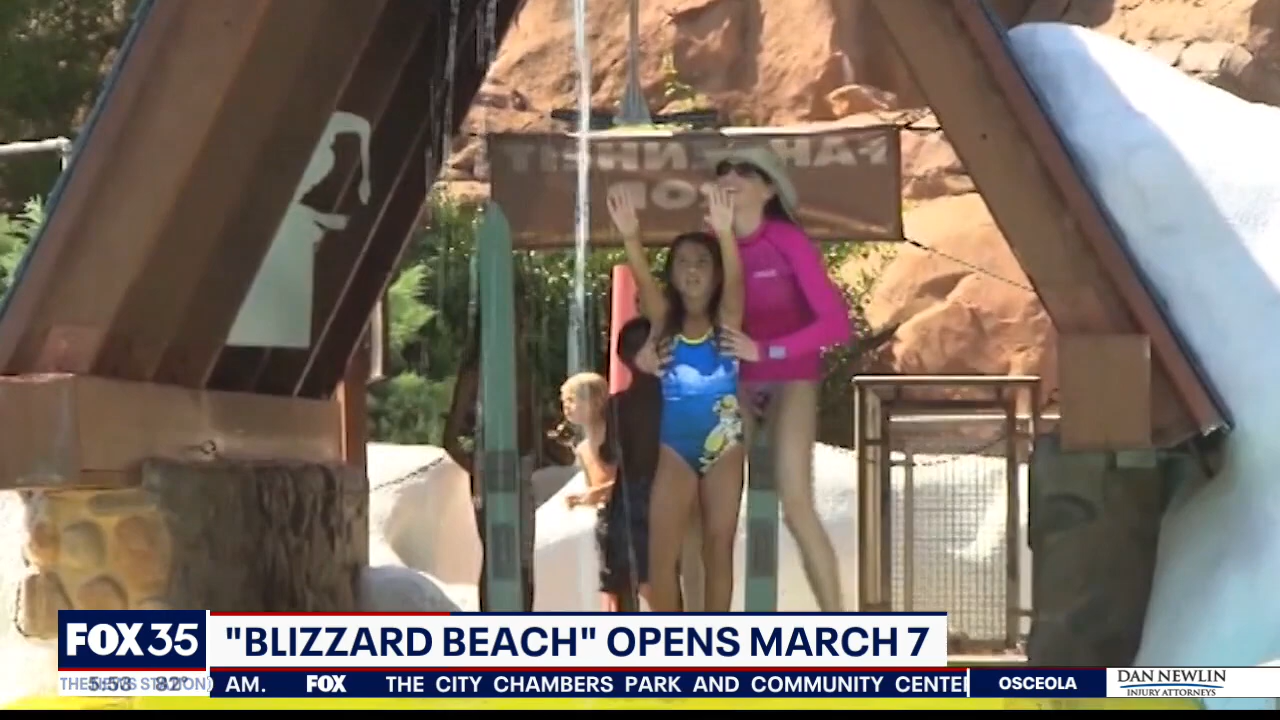 FOX 35
"BLIZZARD BEACH" OPENS MARCH 7
5:53 82°
AM. FOX THE CITY CHAMBERS PARK AND COMMUNITY CENTE
OSCEOLA
DAN NEWLIN
INJURY ATTORNEYS